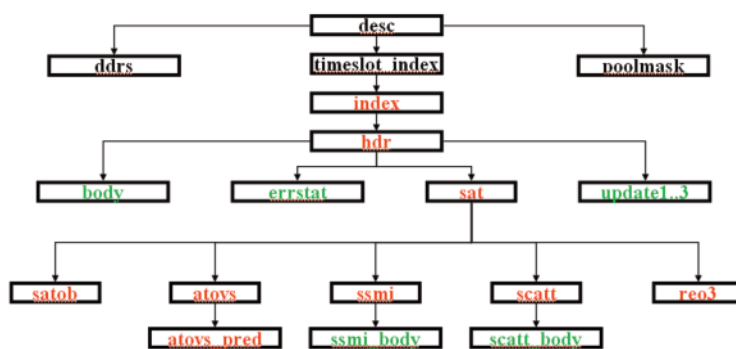 desc
ddrs
timeslot_index
poolmask
index
hdr
body
errstat
sat
update1..3
satob
atovs
ssmi
scatt
reo3
atovs_pred
ssmi_body
scatt_body